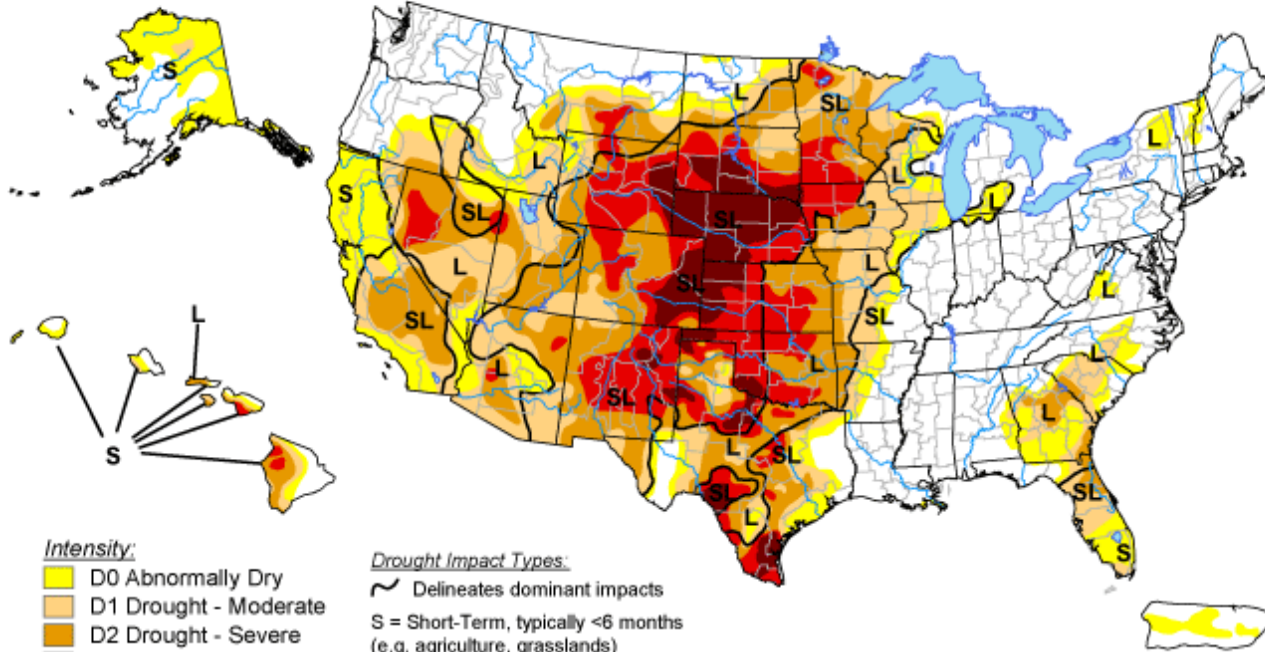 S
L
SL
L
L
L
S
L
SL
SL
L
L
SL
L
SL
SL
L
L
L
SL
L
L
SL
L
SL
SL
L
S
S
Intensity:
D0 Abnormally Dry
D1 Drought - Moderate
D2 Drought - Severe
Drought Impact Types:
Delineates dominant impacts
S = Short-Term, typically <6 months
(e.g. agriculture, grasslands)